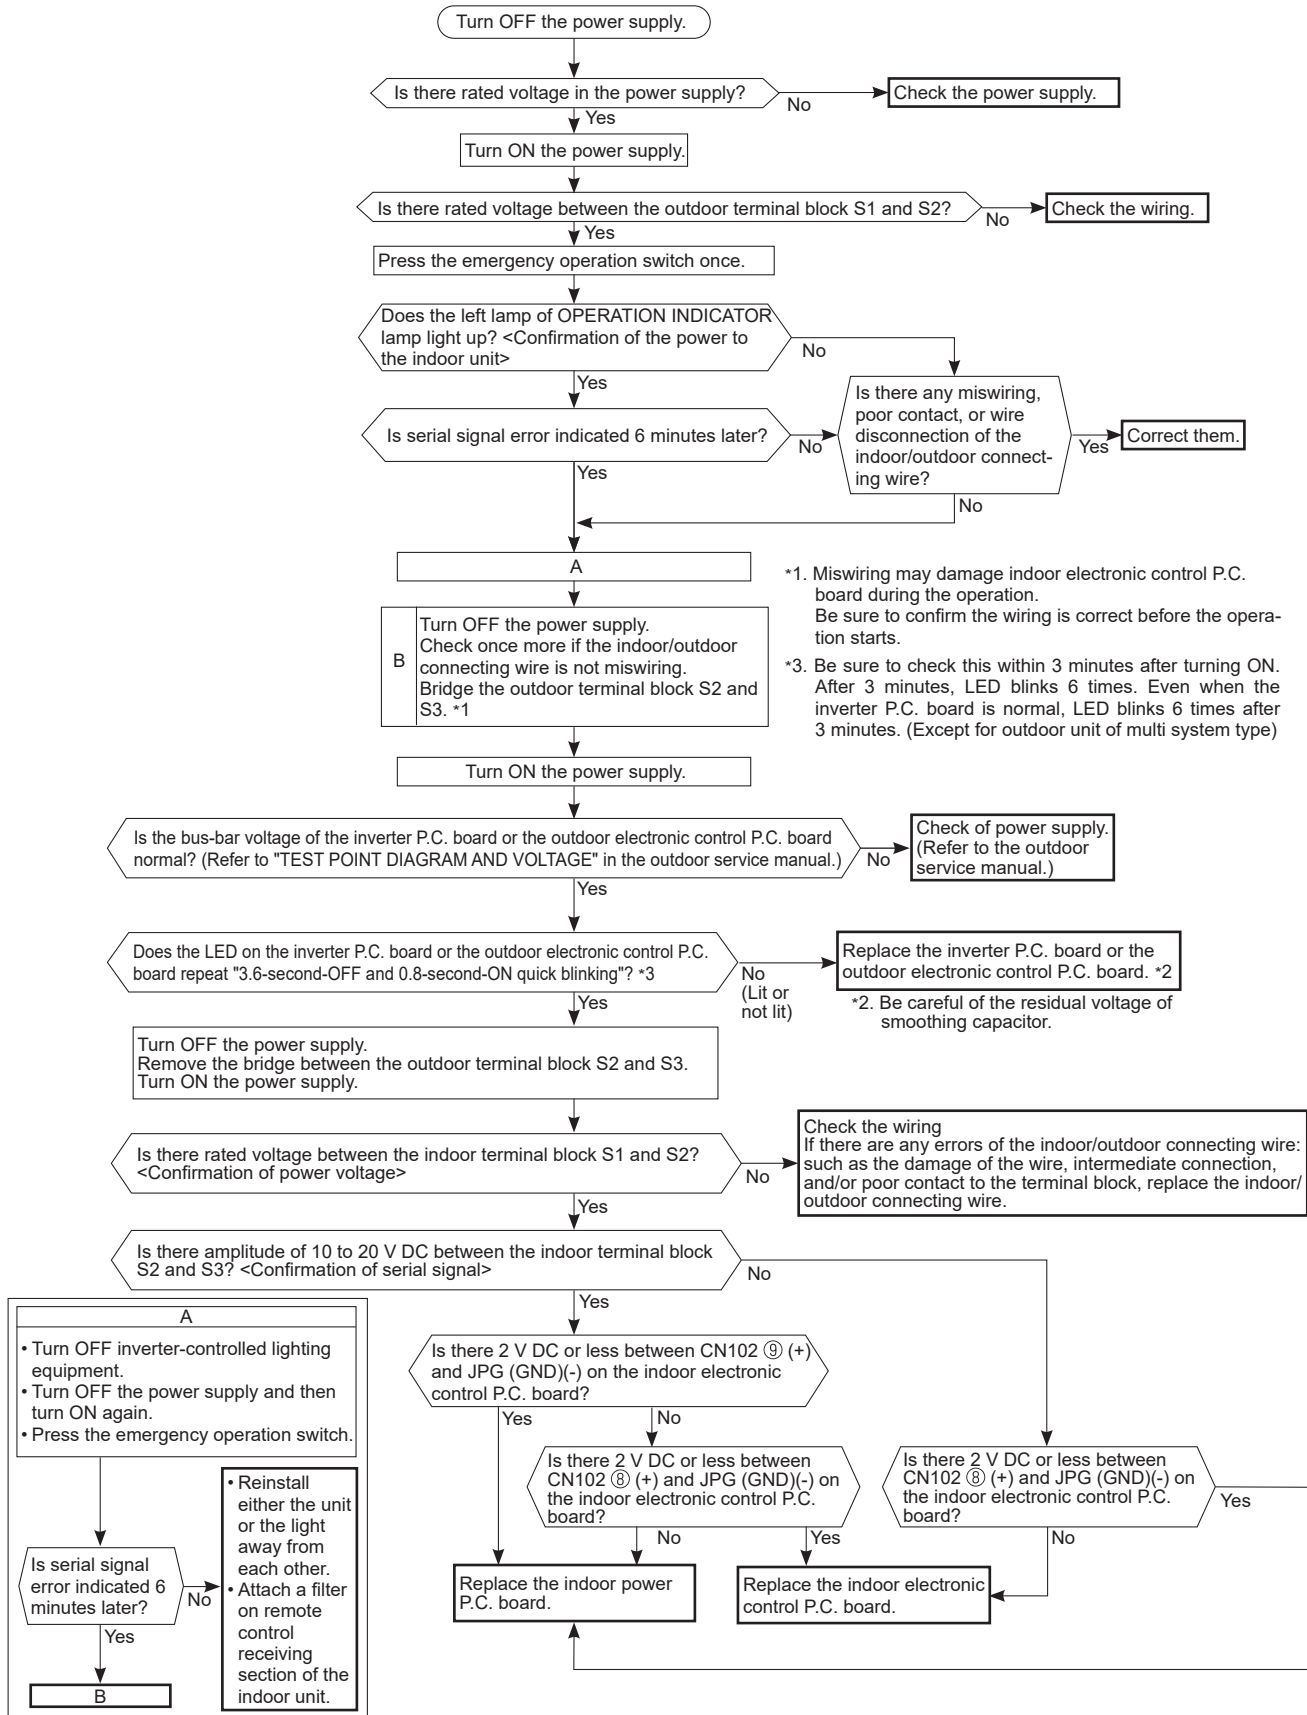 Turn OFF the power supply.
Is there rated voltage in the power supply?
No
Check the power supply.
Yes
Turn ON the power supply.
Is there rated voltage between the outdoor terminal block S1 and S2?
No
Check the wiring.
Yes
Press the emergency operation switch once.
Does the left lamp of OPERATION INDICATOR
lamp light up? <Confirmation of the power to
the indoor unit>
No
Yes
Is there any miswiring,
poor contact, or wire
disconnection of the
indoor/outdoor connect-
ing wire?
Yes
Correct them.
No
Is serial signal error indicated 6 minutes later?
No
Yes
A
B
Turn OFF the power supply.
Check once more if the indoor/outdoor
connecting wire is not miswiring.
Bridge the outdoor terminal block S2 and
S3. *1
*1. Miswiring may damage indoor electronic control P.C.
board during the operation.
Be sure to confirm the wiring is correct before the opera-
tion starts.
*3. Be sure to check this within 3 minutes after turning ON.
After 3 minutes, LED blinks 6 times. Even when the
inverter P.C. board is normal, LED blinks 6 times after
3 minutes. (Except for outdoor unit of multi system type)
Turn ON the power supply.
Is the bus-bar voltage of the inverter P.C. board or the outdoor electronic control P.C. board
normal? (Refer to "TEST POINT DIAGRAM AND VOLTAGE" in the outdoor service manual.)
No
Check of power supply.
(Refer to the outdoor
service manual.)
Yes
Does the LED on the inverter P.C. board or the outdoor electronic control P.C.
board repeat "3.6-second-OFF and 0.8-second-ON quick blinking"? *3
No
(Lit or
not lit)
Replace the inverter P.C. board or the
outdoor electronic control P.C. board. *2
*2. Be careful of the residual voltage of
smoothing capacitor.
Yes
Turn OFF the power supply.
Remove the bridge between the outdoor terminal block S2 and S3.
Turn ON the power supply.
Is there rated voltage between the indoor terminal block S1 and S2?
<Confirmation of power voltage>
No
Check the wiring
If there are any errors of the indoor/outdoor connecting wire:
such as the damage of the wire, intermediate connection,
and/or poor contact to the terminal block, replace the indoor/
outdoor connecting wire.
Yes
Is there amplitude of 10 to 20 V DC between the indoor terminal block
S2 and S3? <Confirmation of serial signal>
No
Yes
Is there 2 V DC or less between CN102 ⑨ (+)
and JPG (GND)(-) on the indoor electronic
control P.C. board?
Yes
No
Is there 2 V DC or less between
CN102 ⑧ (+) and JPG (GND)(-) on
the indoor electronic control P.C.
board?
No
Yes
Is there 2 V DC or less between
CN102 ⑧ (+) and JPG (GND)(-) on
the indoor electronic control P.C.
board?
Yes
No
Replace the indoor power
P.C. board.
Replace the indoor electronic
control P.C. board.
A
• Turn OFF inverter-controlled lighting
equipment.
• Turn OFF the power supply and then
turn ON again.
• Press the emergency operation switch.
Is serial signal
error indicated 6
minutes later?
No
• Reinstall
either the unit
or the light
away from
each other.
• Attach a filter
on remote
control
receiving
section of the
indoor unit.
Yes
B